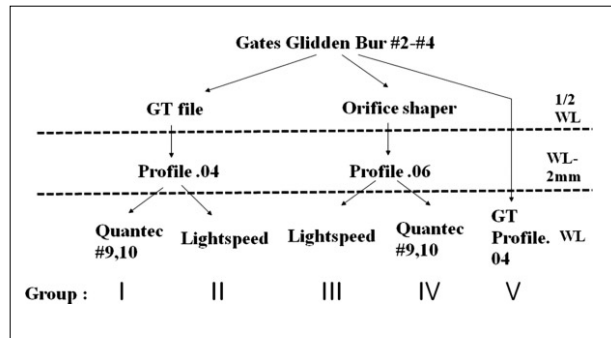 Gates Glidden Bur #2-#4
GT file
Orifice shaper
1/2
WL
Profile .04
Profile .06
WL-
2mm
Quantec
#9,10
Lightspeed
Lightspeed
Quantec
#9,10
GT
Profile.
04
WL
Group : I II III IV V